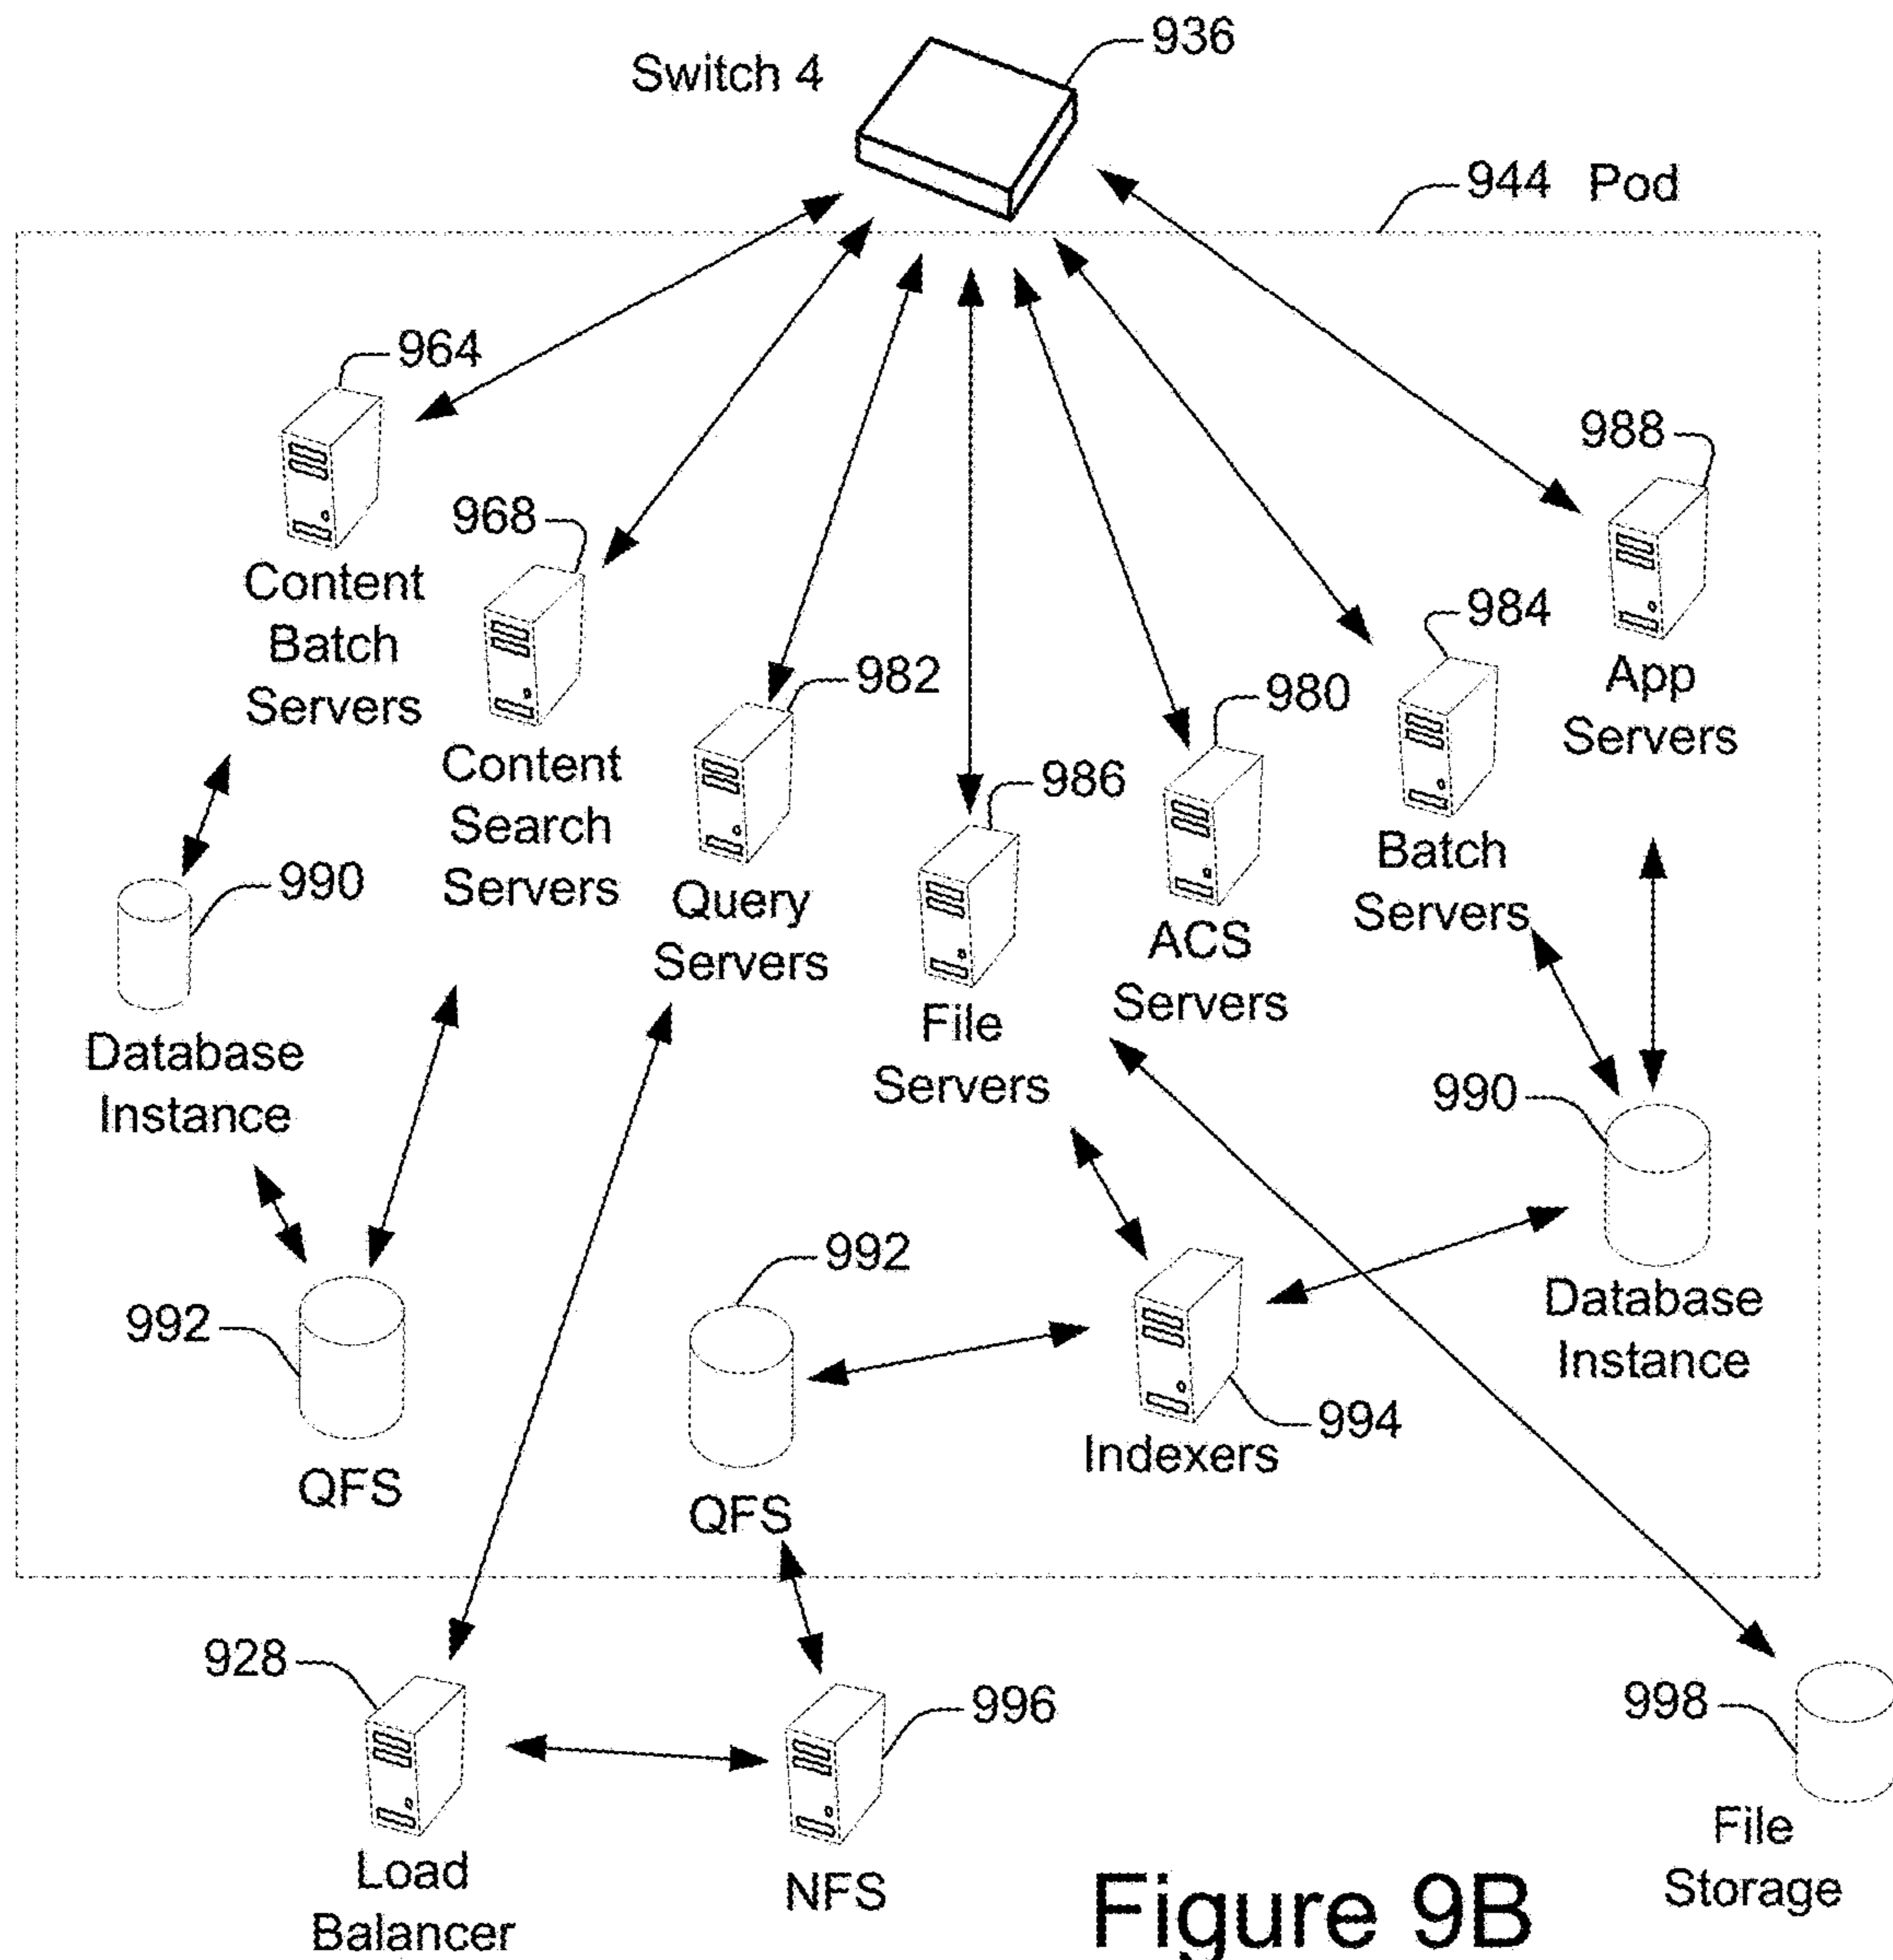 936
Switch 4
944 Pod
964
988
968
Content
Batch
Servers
984
982
980
App
Servers
Content
Search
Servers
986
Batch
Servers
990
Query
Servers
ACS
Servers
File
Servers
Database
Instance
990
992
992
Database
Instance
994
Indexers
QFS
QFS
928
996
998
Load
Balancer
NFS
File
Storage
Figure 9B